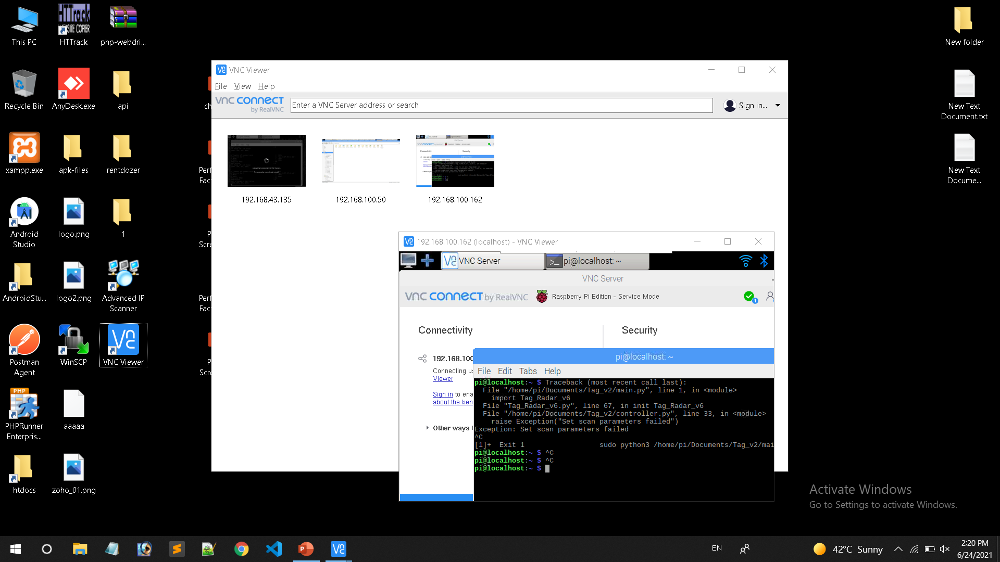 This PC
HTTrack
php-webdri...
New folder
Recycle Bin
AnyDesk.exe
api
New Text
Document.txt
xampp.exe
apk-files
rentdozer
New Text
Docume...
Android
Studio
logo.png
1
AndroidStu...
logo2.png
Advanced IP
Scanner
Postman
Agent
WinSCP
VNC Viewer
PHPRunner
Enterpris...
aaaaa
htdocs
zoho_01.png
ch
Perf
Fac
P
Scre
Perf
Fac
P
Scre
VNC Viewer
File View Help
vnc connect
by RealVNC
Enter a VNC Server address or search
Sign in...
192.168.43.135
192.168.100.50
192.168.100.162
192.168.100.162 (localhost) - VNC Viewer
VNC Server
pi@localhost: ~
VNC Server
vnc connect by RealVNC
Raspberry Pi Edition - Service Mode
1
Connectivity
Security
192.168.100
Connecting us
Viewer
Sign in to ena
about the ben
Other ways t
pi@localhost: ~
File Edit Tabs Help
pi@localhost:~ $ Traceback (most recent call last):
File "/home/pi/Documents/Tag_v2/main.py", line 1, in <module>
import Tag_Radar_v6
File "Tag_Radar_v6.py", line 67, in init Tag_Radar_v6
File "/home/pi/Documents/Tag_v2/controller.py", line 33, in <module>
raise Exception("Set scan parameters failed")
Exception: Set scan parameters failed
^C
[1]+ Exit 1 sudo python3 /home/pi/Documents/Tag_v2/mai
pi@localhost:~ $ ^C
pi@localhost:~ $ ^C
pi@localhost:~ $
Activate Windows
Go to Settings to activate Windows.
EN
42°C Sunny
2:20 PM
6/24/2021